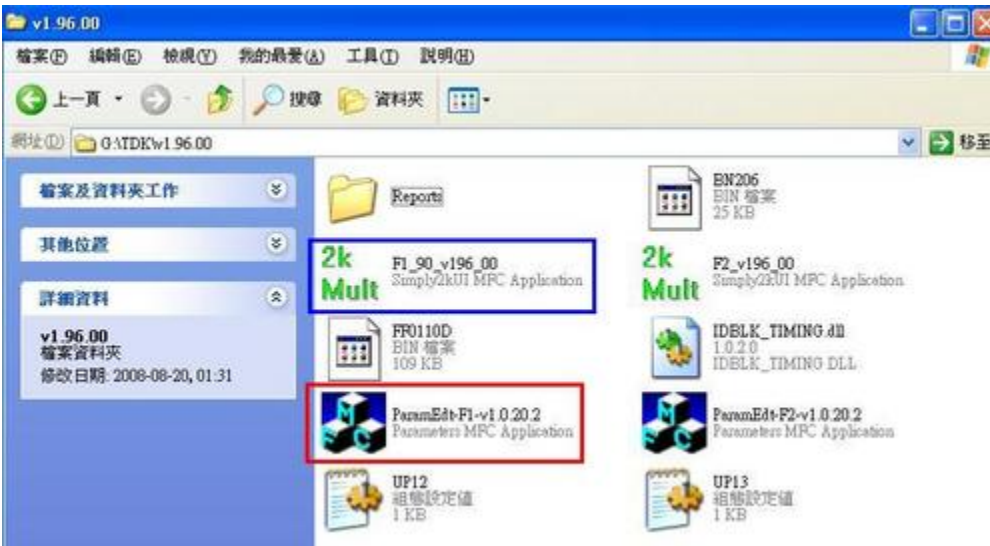 v1.96.00
檔案(F) 編輯(E) 檢視(V) 我的最愛(A) 工具(T) 說明(H)
上一頁 搜尋 資料夾
網址(D) G:\TDK\v1.96.00 移至
檔案及資料夾工作
其他位置
詳細資料
v1.96.00
檔案資料夾
修改日期: 2008-08-20, 01:31
Reports
BN206
BIN 檔案
25 KB
2k
Mult
F1_90_v196_00
Simply2kUI MFC Application
2k
Mult
F2_v196_00
Simply2kUI MFC Application
FF0110D
BIN 檔案
109 KB
IDBLK_TIMING.dll
1.0.2.0
IDBLK_TIMING DLL
MFC
ParamEdt-F1-v1.0.20.2
Parameters MFC Application
MFC
ParamEdt-F2-v1.0.20.2
Parameters MFC Application
UP12
組態設定值
1 KB
UP13
組態設定值
1 KB